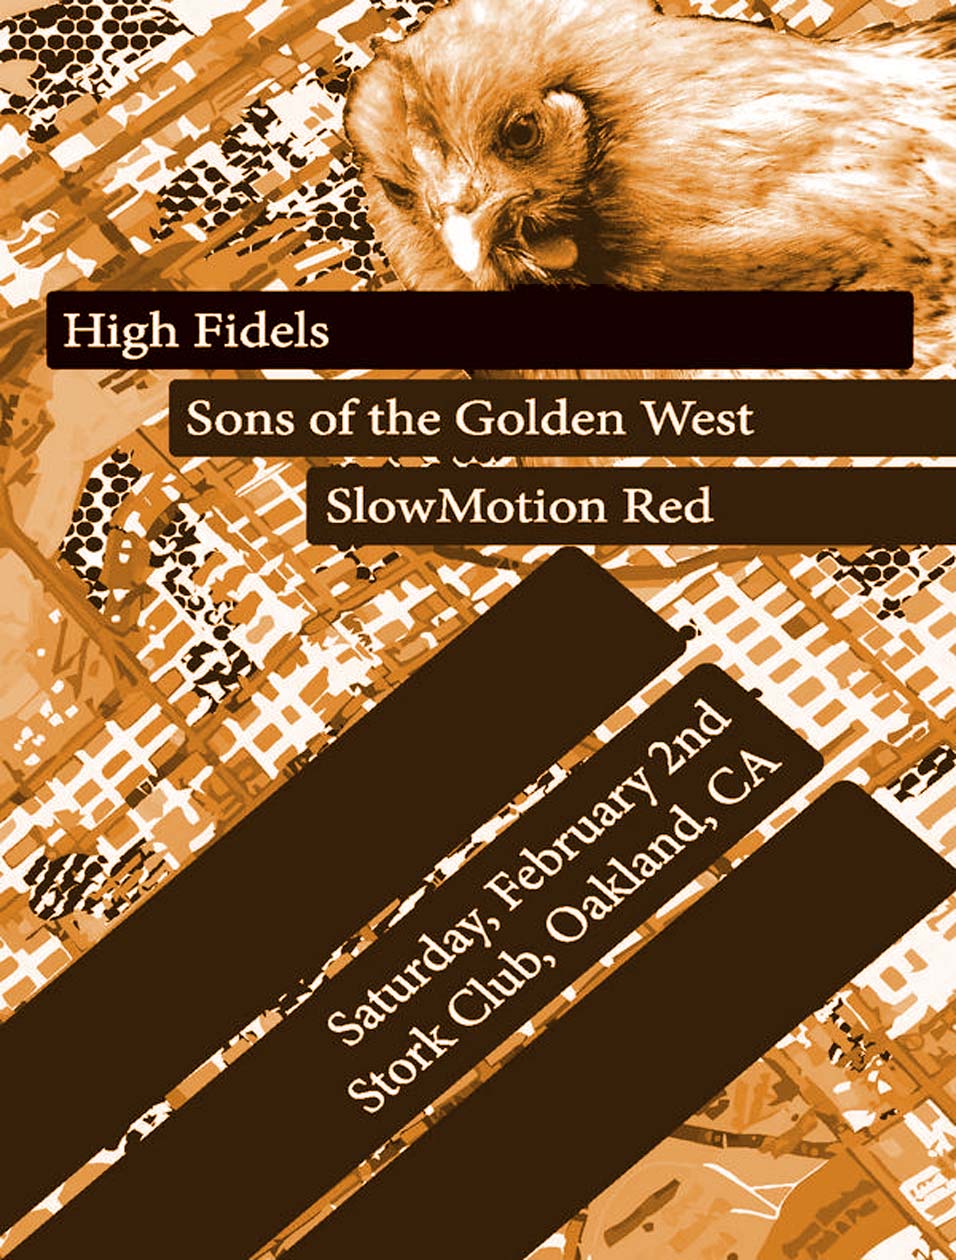 High Fidels
Sons of the Golden West
SlowMotion Red
Saturday, February 2nd
Stork Club, Oakland, CA